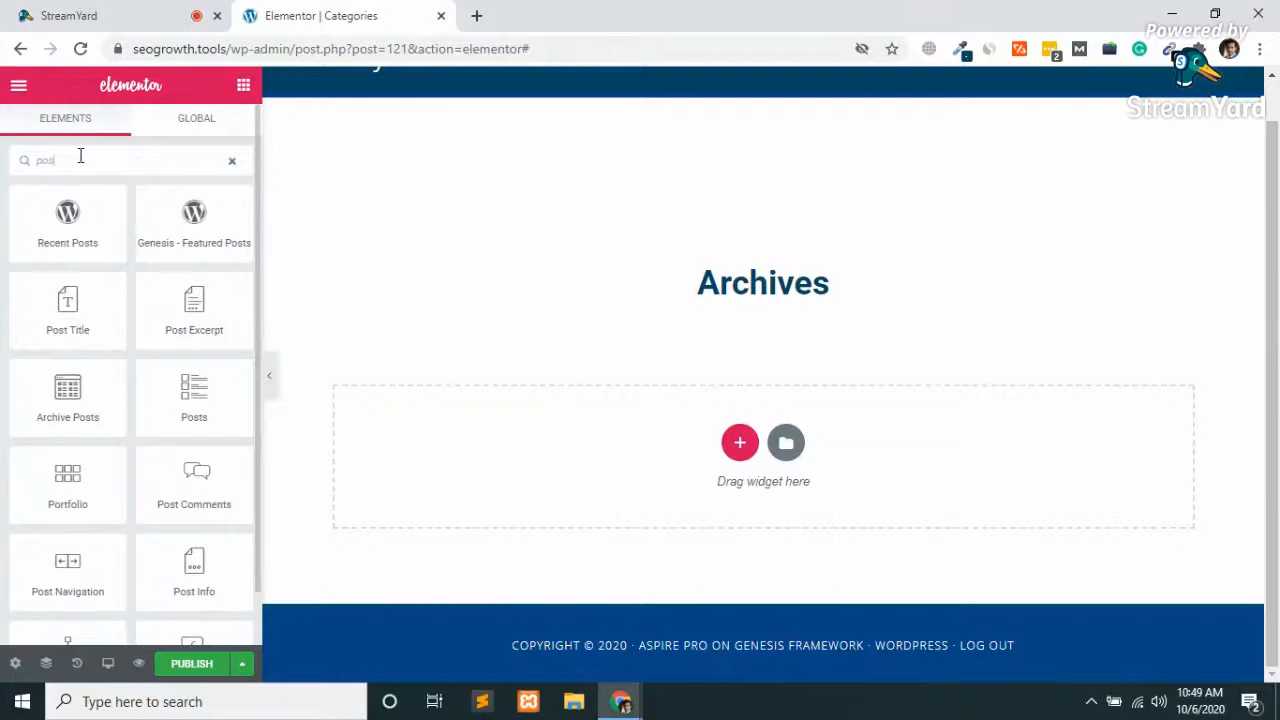 StreamYard
Elementor | Categories
seogrowth.tools/wp-admin/post.php?post=121&action=elementor#
Powered by
StreamYard
elementor
ELEMENTS
GLOBAL
pos
Recent Posts
Genesis - Featured Posts
Post Title
Post Excerpt
Archive Posts
Posts
Portfolio
Post Comments
Post Navigation
Post Info
PUBLISH
Archives
Drag widget here
COPYRIGHT © 2020 · ASPIRE PRO ON GENESIS FRAMEWORK · WORDPRESS · LOG OUT
Type here to search
10:49 AM
10/6/2020
2